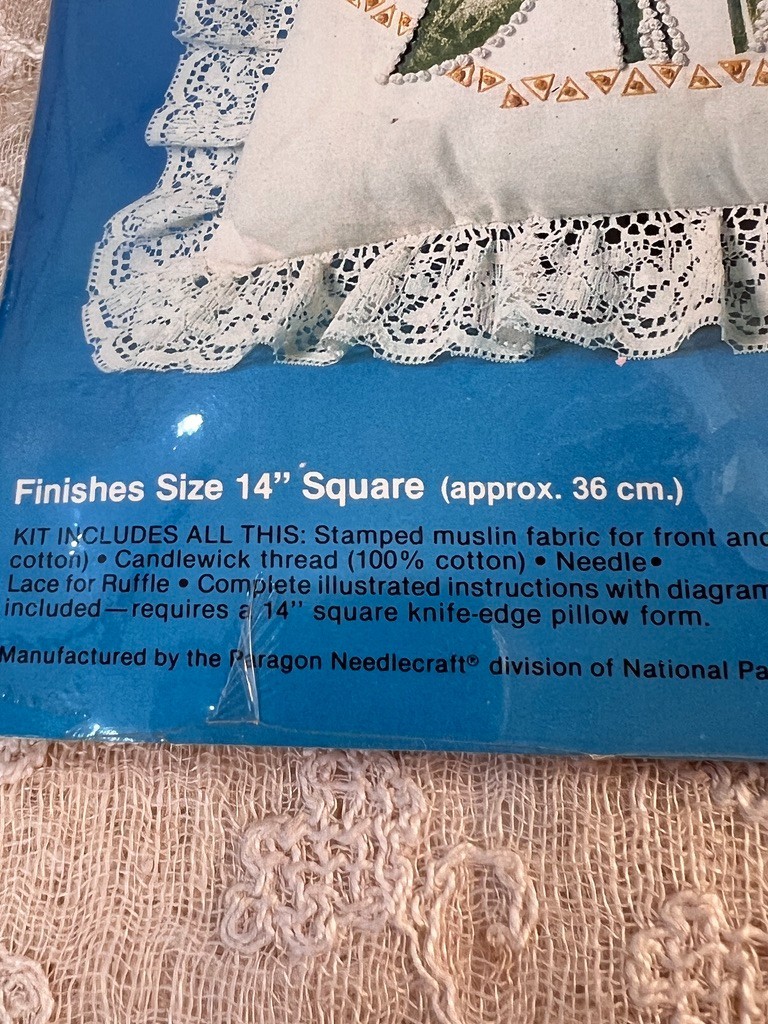 Finishes Size 14” Square (approx. 36 cm.)
KIT INCLUDES ALL THIS: Stamped muslin fabric for front and
cotton) • Candlewick thread (100% cotton) • Needle •
Lace for Ruffle • Complete illustrated instructions with diagram
included—requires a 14” square knife-edge pillow form.
Manufactured by the Paragon Needlecraft® division of National Pa